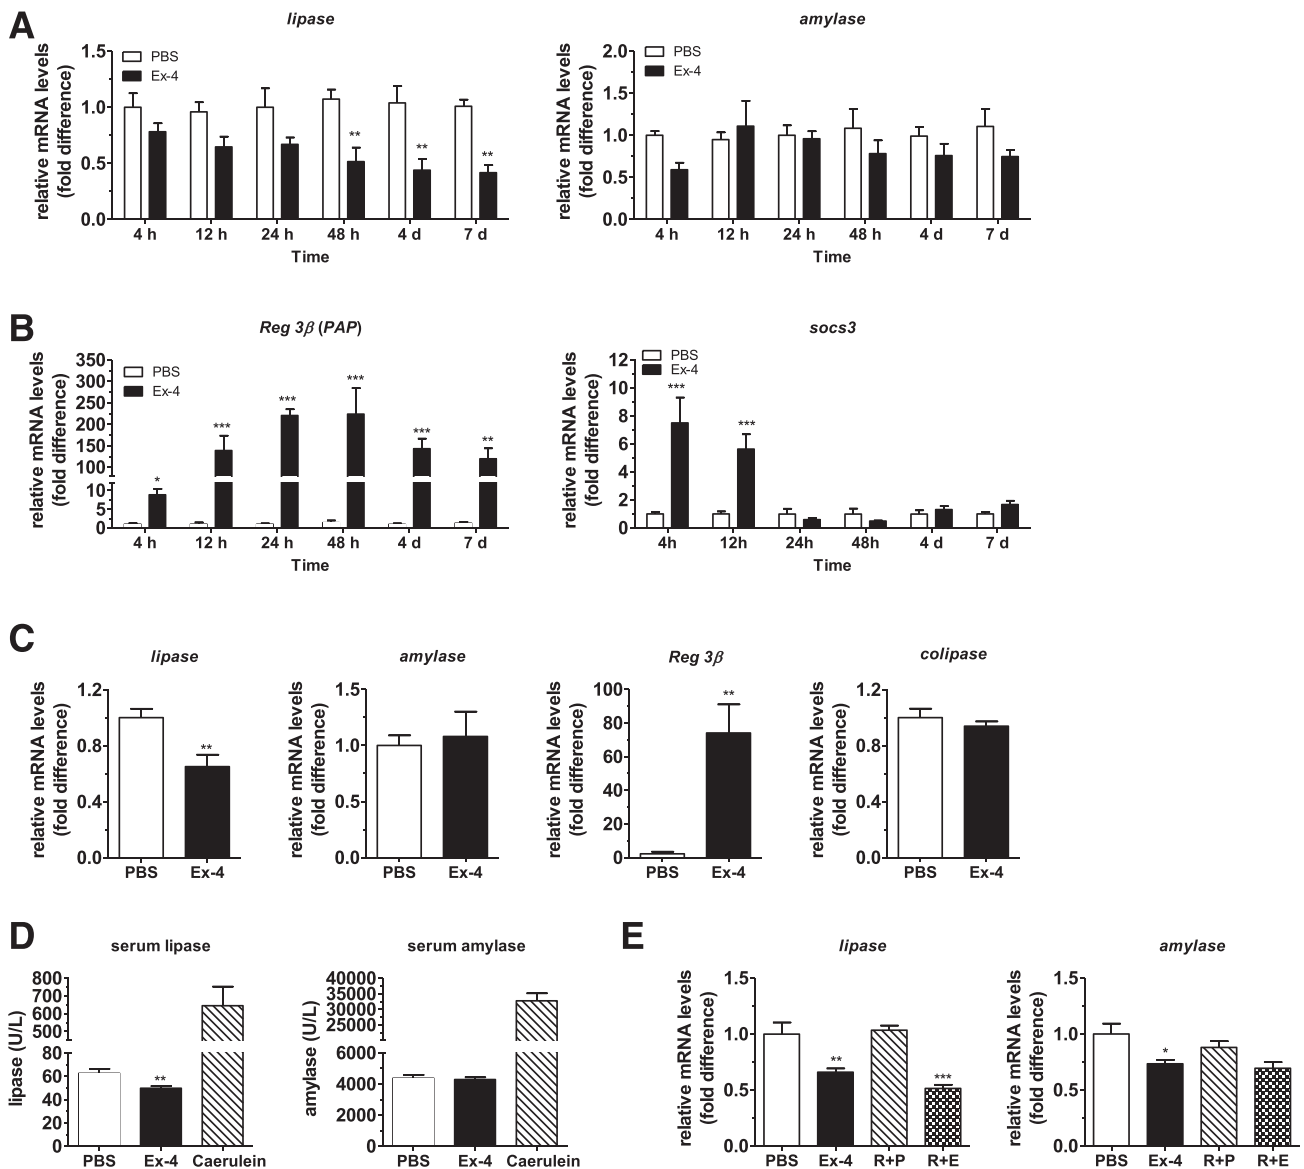 A
lipase
relative mRNA levels
(fold difference)
1.5
1.0
0.5
0.0
PBS
Ex-4
**
**
**
4 h 12 h 24 h 48 h 4 d 7 d
Time
amylase
relative mRNA levels
(fold difference)
2.0
1.5
1.0
0.5
0.0
PBS
Ex-4
4 h 12 h 24 h 48 h 4 d 7 d
Time
B
Reg 3β (PAP)
relative mRNA levels
(fold difference)
350
300
250
200
150
100
10
5
0
PBS
Ex-4
*
***
***
***
***
**
4 h 12 h 24 h 48 h 4 d 7 d
Time
socs3
relative mRNA levels
(fold difference)
12
10
8
6
4
2
0
PBS
Ex-4
***
***
4h 12h 24h 48h 4 d 7 d
Time
C
lipase
relative mRNA levels
(fold difference)
1.2
0.8
0.4
0.0
**
PBS Ex-4
amylase
relative mRNA levels
(fold difference)
1.5
1.0
0.5
0.0
PBS Ex-4
Reg 3β
relative mRNA levels
(fold difference)
100
80
60
40
20
0
**
PBS Ex-4
colipase
relative mRNA levels
(fold difference)
1.2
0.8
0.4
0.0
PBS Ex-4
D
serum lipase
lipase (U/L)
800
700
600
500
80
60
40
20
0
**
PBS Ex-4 Caerulein
serum amylase
amylase (U/L)
40000
35000
30000
25000
6000
4000
2000
0
PBS Ex-4 Caerulein
E
lipase
relative mRNA levels
(fold difference)
1.5
1.0
0.5
0.0
**
***
PBS Ex-4 R+P R+E
amylase
relative mRNA levels
(fold difference)
1.5
1.0
0.5
0.0
*
PBS Ex-4 R+P R+E